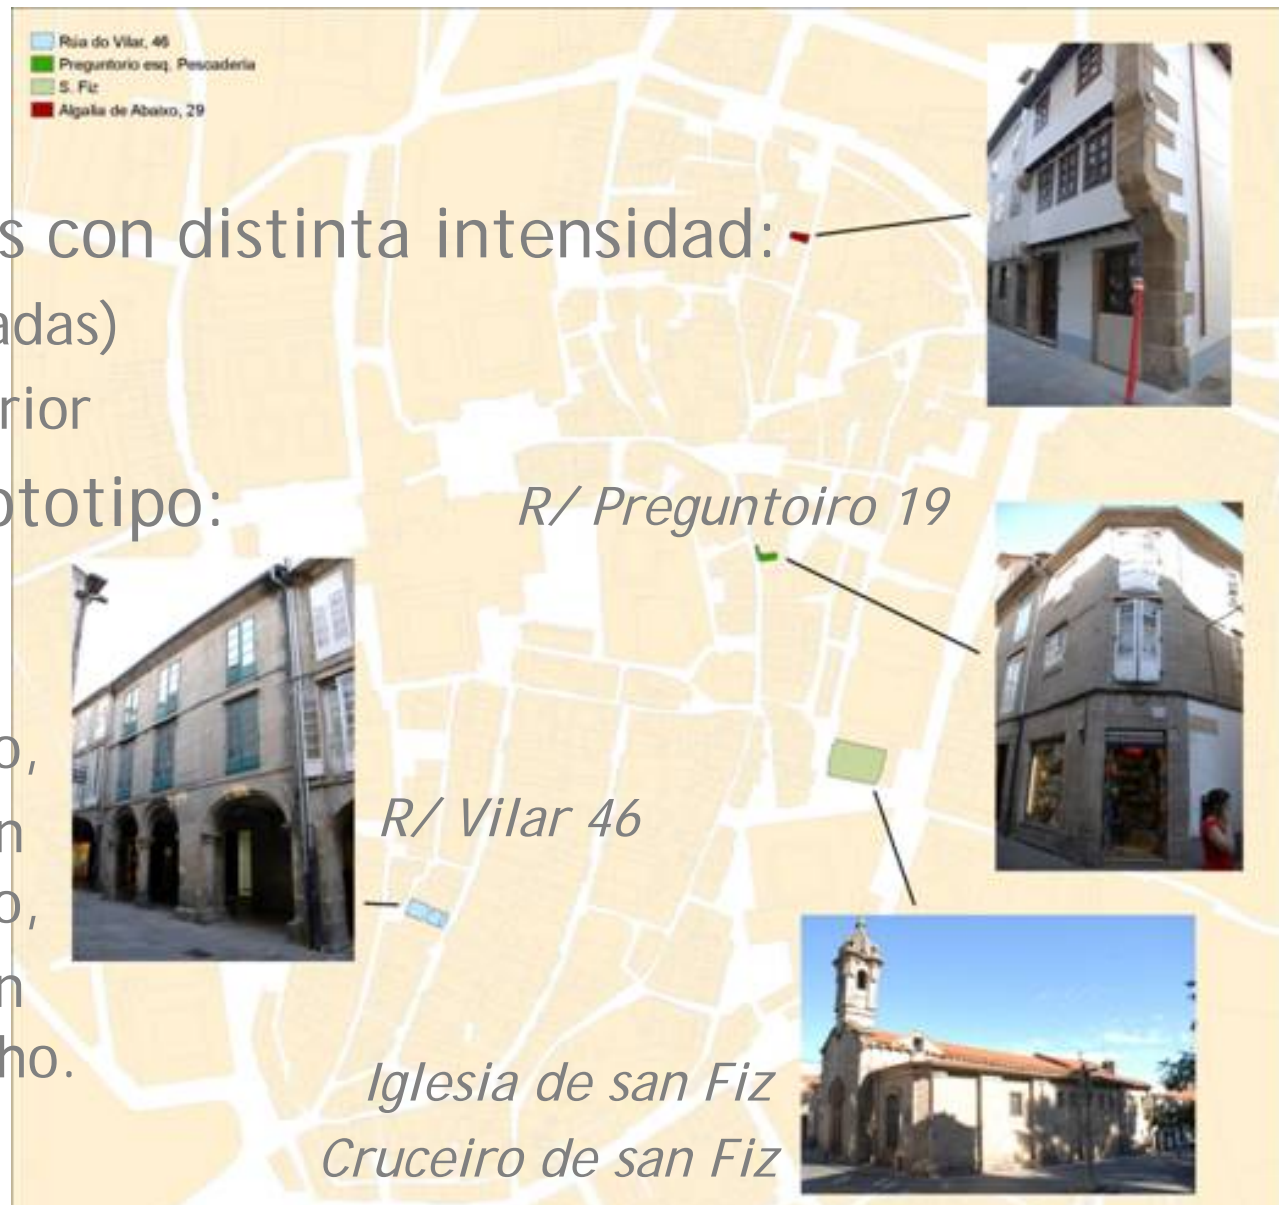 Rúa do Vilar, 46
Preguntorio esq. Pescaderia
S. Fiz
Algalia de Abaixo, 29
s con distinta intensidad:
adas)
rior
ototipo:
R/ Preguntoiro 19
o,
n
R/ Vilar 46
o,
n
ho.
Iglesia de san Fiz
Cruceiro de san Fiz